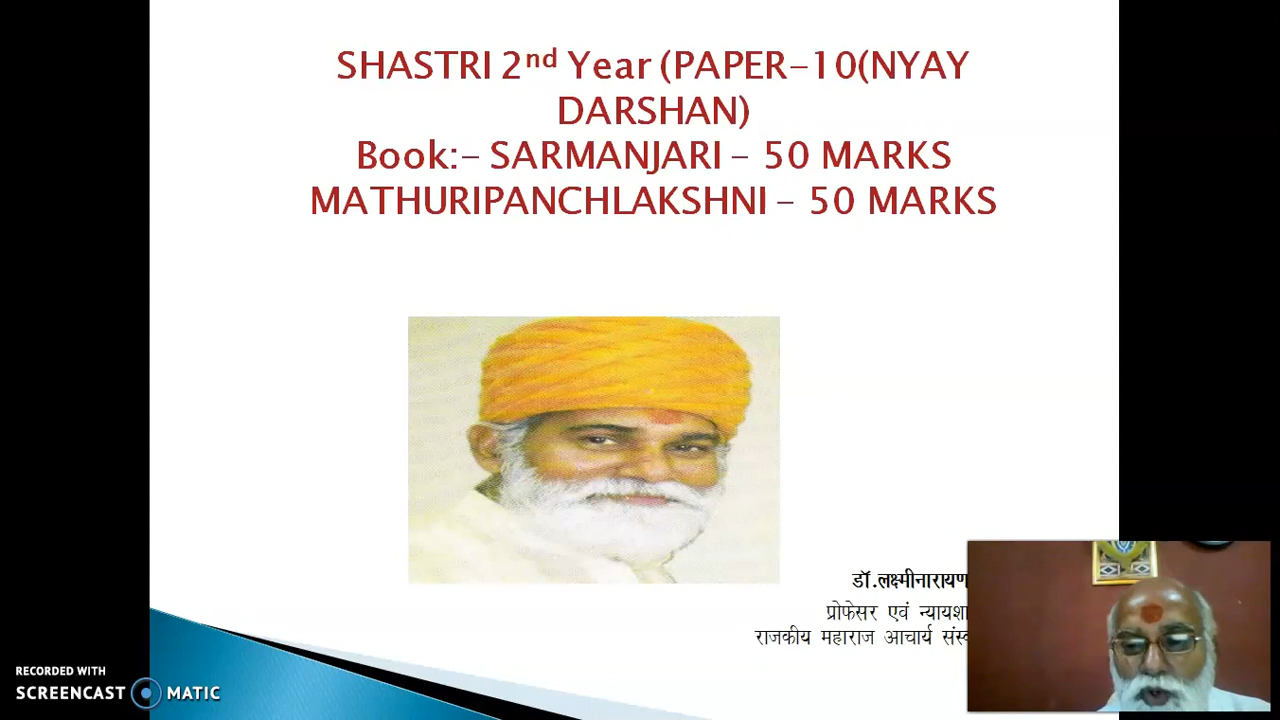 SHASTRI 2nd Year (PAPER-10(NYAY
DARSHAN)
Book:- SARMANJARI - 50 MARKS
MATHURIPANCHLAKSHNI - 50 MARKS
डॉ.लक्ष्मीनारायण
प्रोफेसर एवं
राजकीय महाराज आचार्य
RECORDED WITH
SCREENCAST MATIC